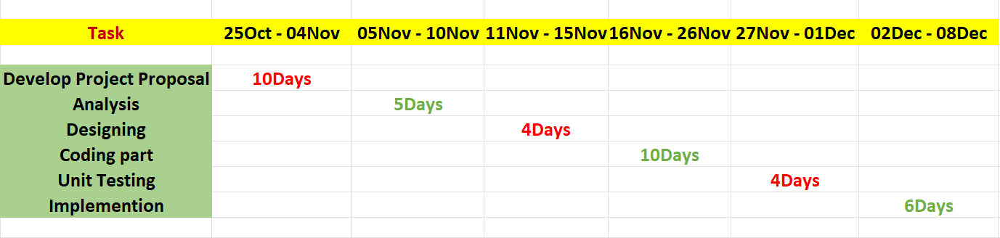 Task 25Oct - 04Nov 05Nov - 10Nov 11Nov - 15Nov 16Nov - 26Nov 27Nov - 01Dec 02Dec - 08Dec
Develop Project Proposal 10Days
Analysis 5Days
Designing 4Days
Coding part 10Days
Unit Testing 4Days
Implemention 6Days